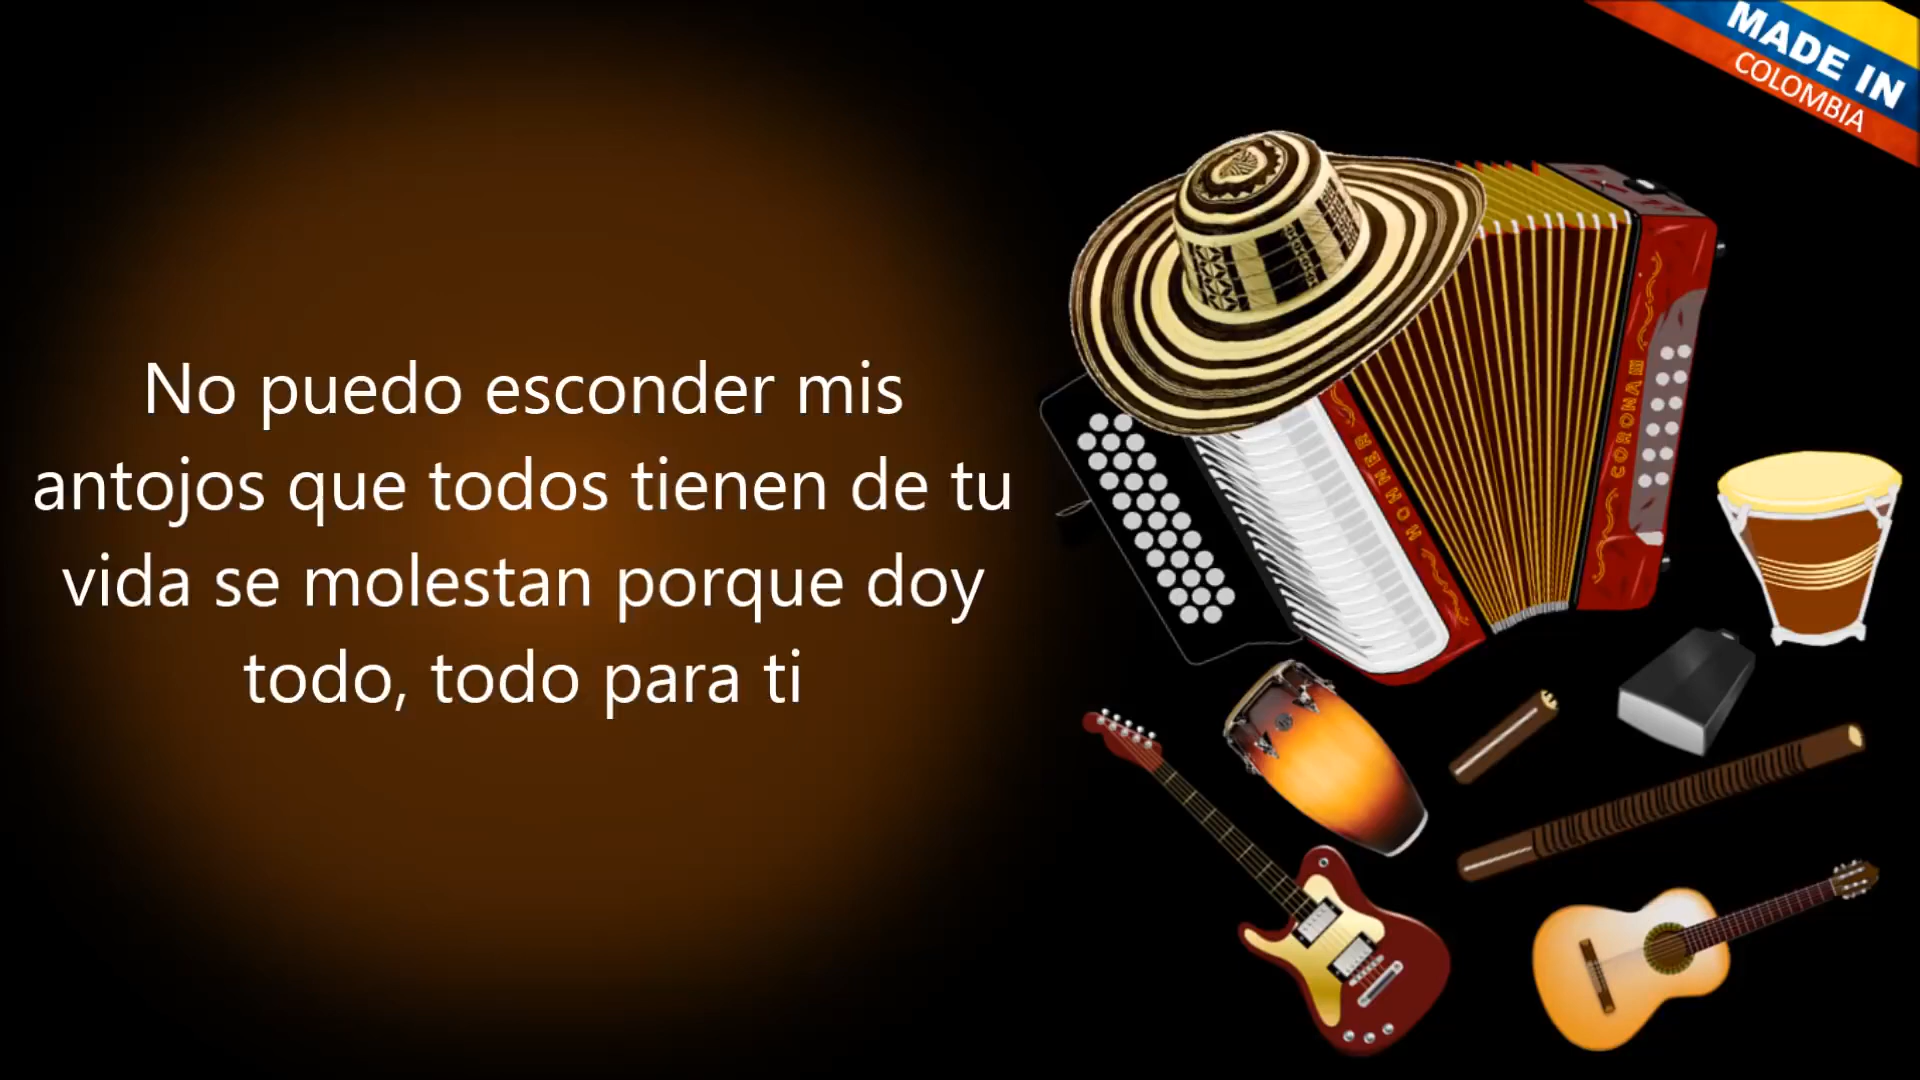 MADE IN
COLOMBIA
No puedo esconder mis
antojos que todos tienen de tu
vida se molestan porque doy
todo, todo para ti
HOHNER
CORONA III